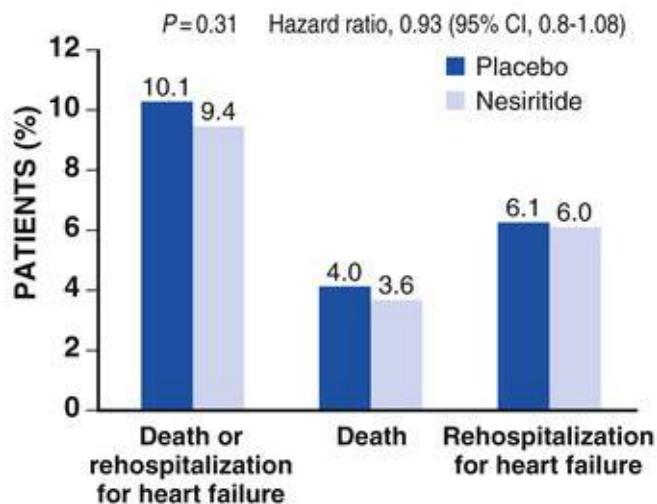 P=0.31 Hazard ratio, 0.93 (95% CI, 0.8-1.08)
Placebo
Nesiritide
PATIENTS (%)
12
10
8
6
4
2
0
10.1
9.4
4.0
3.6
6.1
6.0
Death or
rehospitalization
for heart failure
Death
Rehospitalization
for heart failure